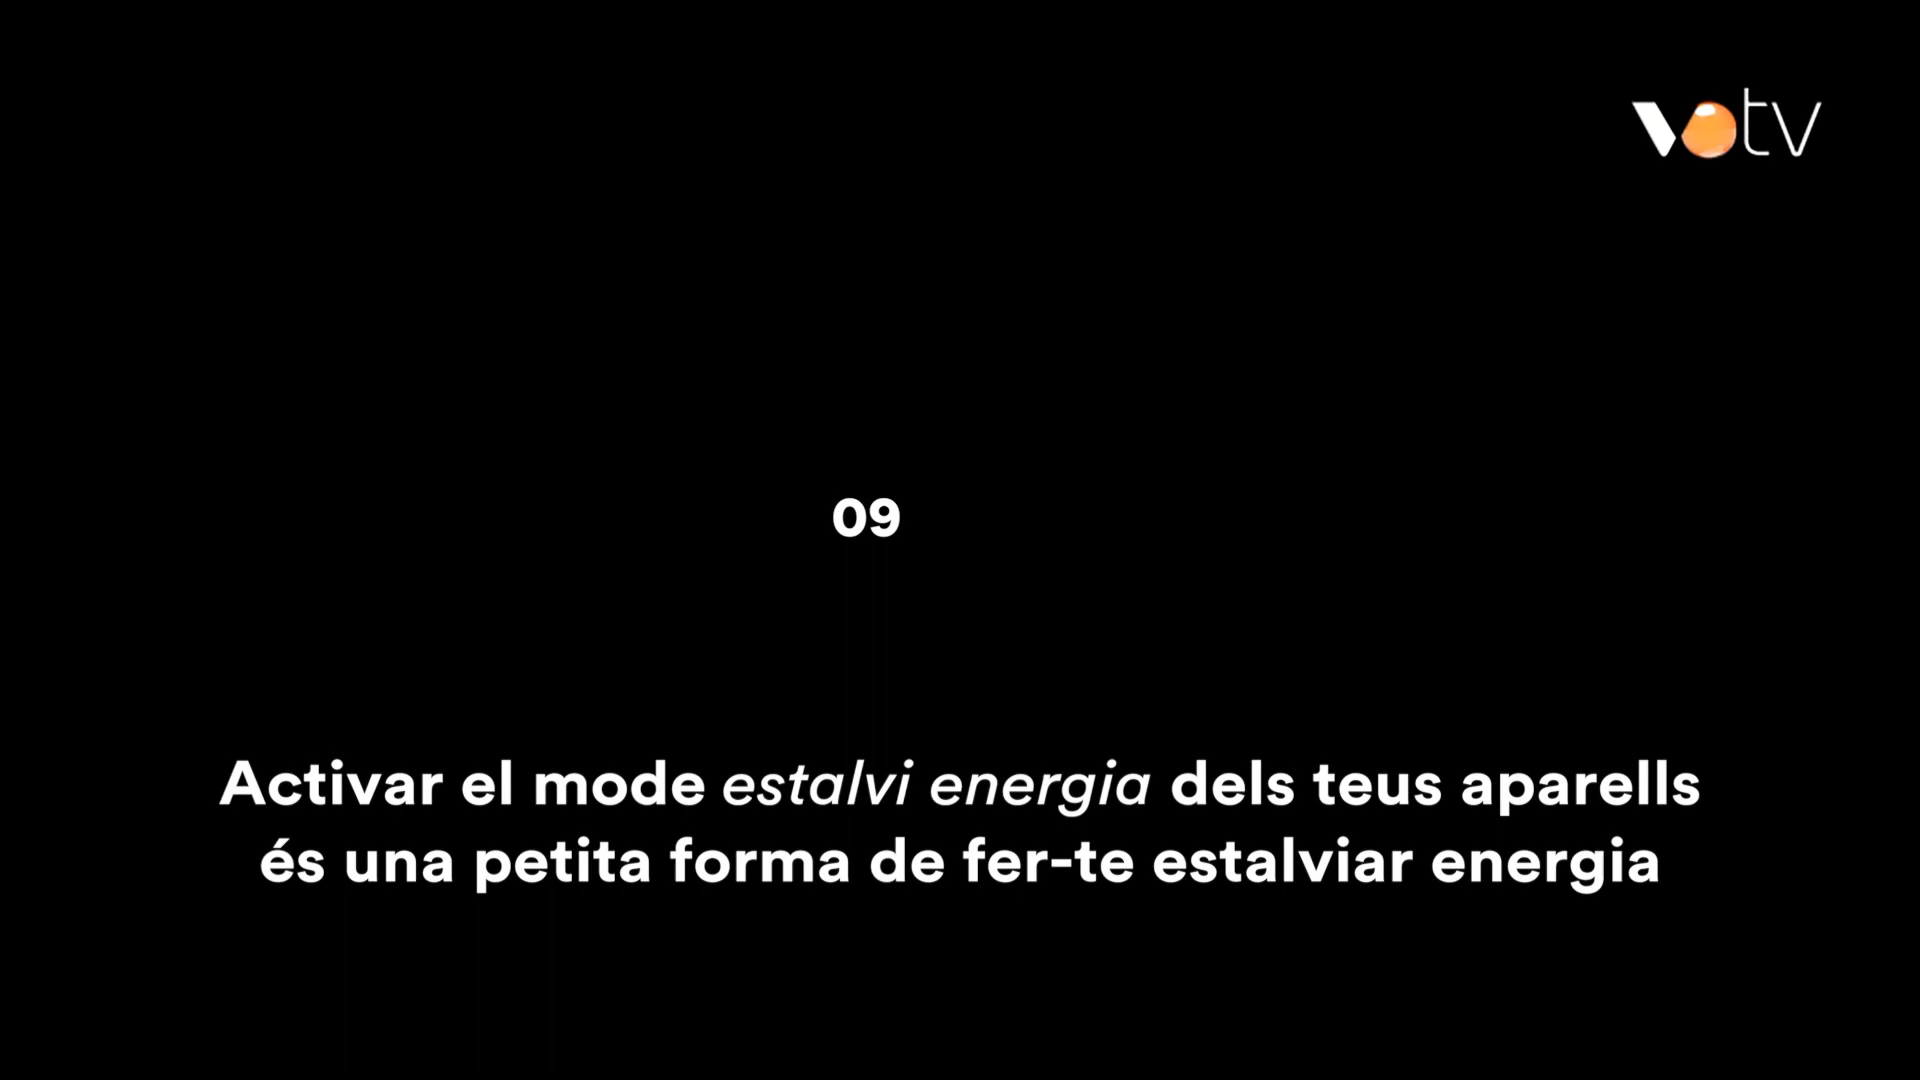 votv
09
Activar el mode estalvi energia dels teus aparells
és una petita forma de fer-te estalviar energia